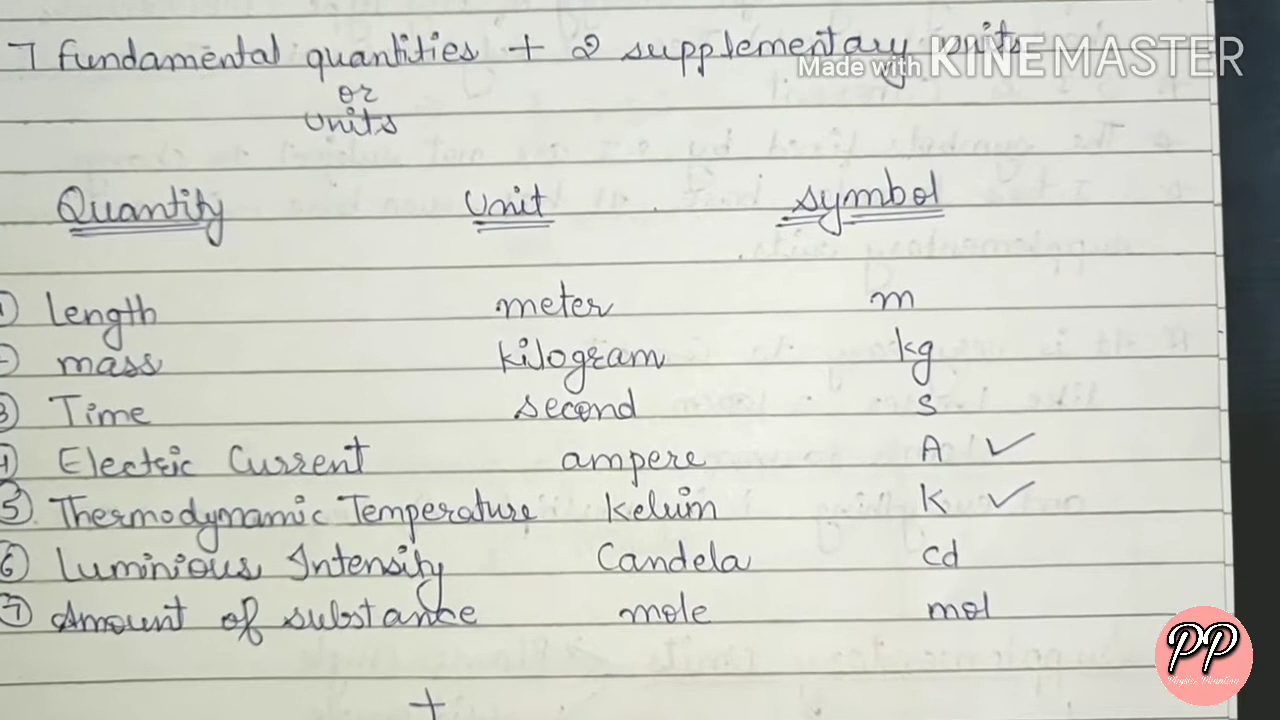 7 fundamental quantities + 2 supplementary units
or
units
Made with KINEMASTER
Quantity Unit Symbol
① Length meter m
② mass kilogram kg
③ Time second s
④ Electric Current ampere A ✓
⑤ Thermodynamic Temperature Kelvin K ✓
⑥ Luminious Intensity Candela cd
⑦ Amount of substance mole mol
+
PP
Physics Phantom